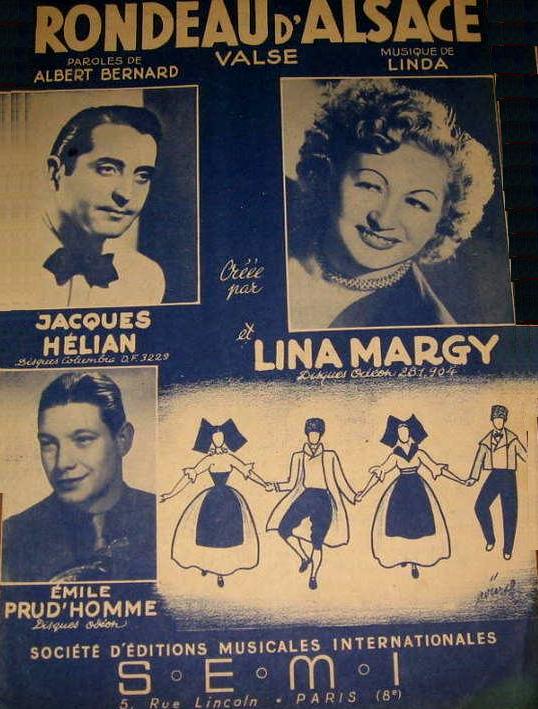 RONDEAU D'ALSACE
VALSE
PAROLES DE
ALBERT BERNARD
MUSIQUE DE
LINDA
Créée
par
JACQUES
HÉLIAN
Disques Columbia D.F. 3229
et
LINA MARGY
Disques Odéon 281.904
ÉMILE
PRUD'HOMME
Disques Odéon
SOCIÉTÉ D'ÉDITIONS MUSICALES INTERNATIONALES
S.E.M.I
5, Rue Lincoln • PARIS (8e)